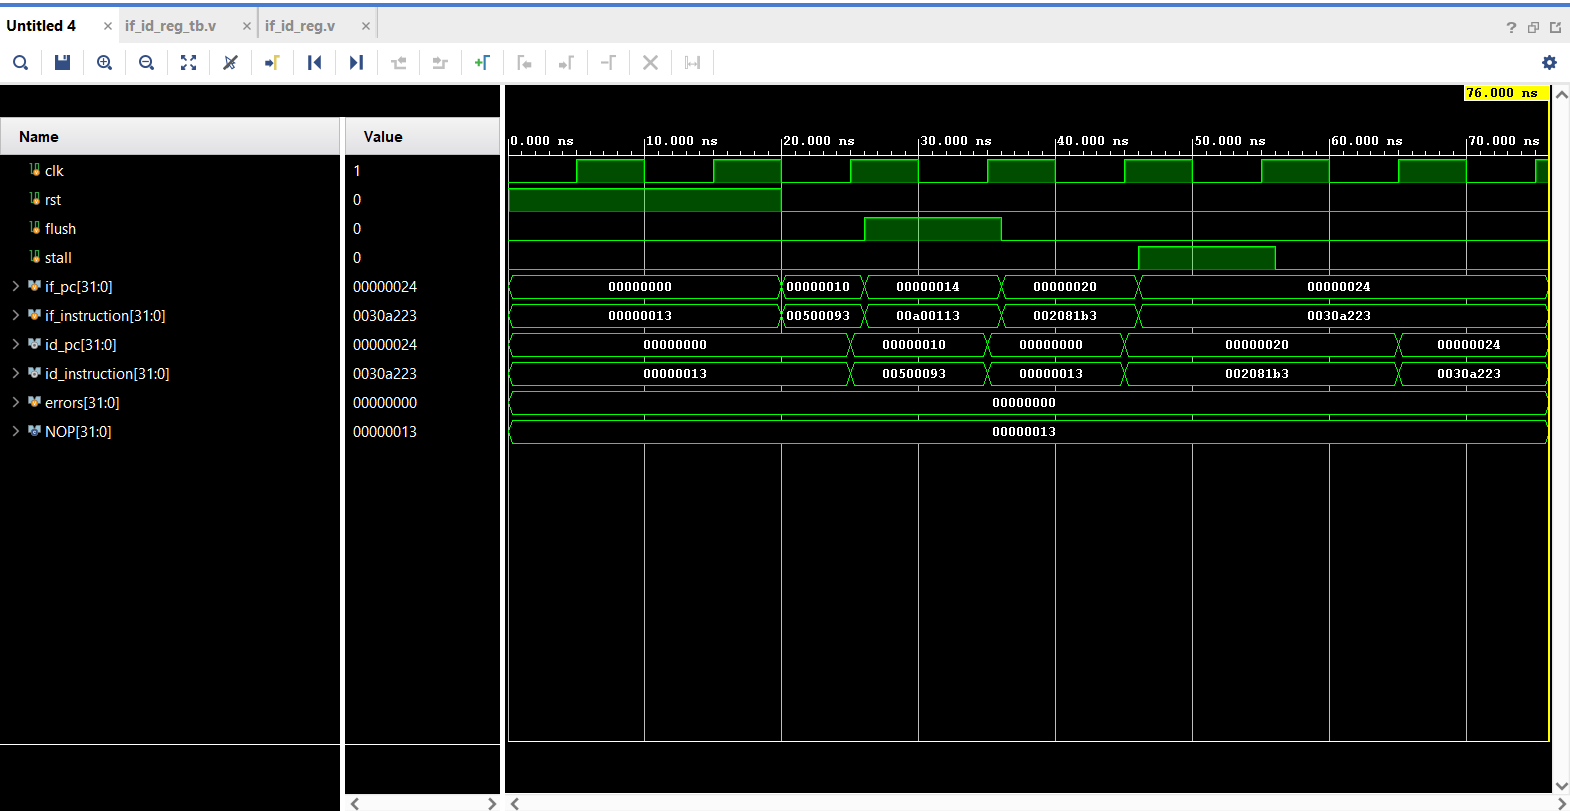 Untitled 4 × if_id_reg_tb.v × if_id_reg.v × ?
76.000 ns
Name Value
0.000 ns 10.000 ns 20.000 ns 30.000 ns 40.000 ns 50.000 ns 60.000 ns 70.000 ns
clk 1
rst 0
flush 0
stall 0
if_pc[31:0] 00000024 00000000 00000010 00000014 00000020 00000024
if_instruction[31:0] 0030a223 00000013 00500093 00a00113 002081b3 0030a223
id_pc[31:0] 00000024 00000000 00000010 00000000 00000020 00000024
id_instruction[31:0] 0030a223 00000013 00500093 00000013 002081b3 0030a223
errors[31:0] 00000000 00000000
NOP[31:0] 00000013 00000013